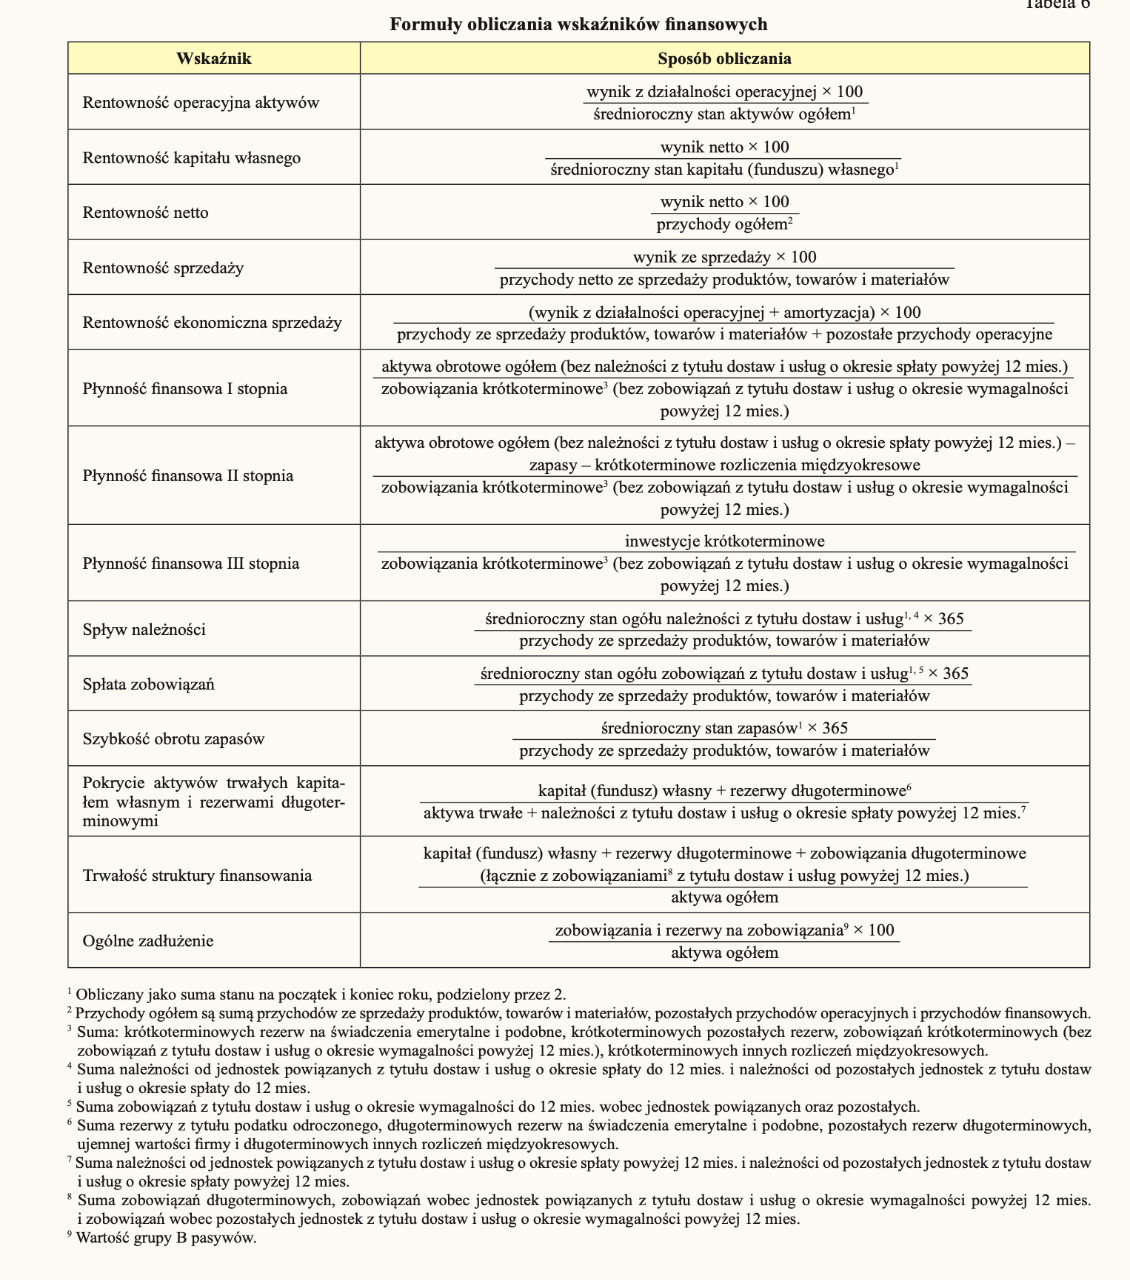 Tabela 6
Formuły obliczania wskaźników finansowych
Wskaźnik
Sposób obliczania
Rentowność operacyjna aktywów
wynik z działalności operacyjnej × 100
średnioroczny stan aktywów ogółem¹
Rentowność kapitału własnego
wynik netto × 100
średnioroczny stan kapitału (funduszu) własnego¹
Rentowność netto
wynik netto × 100
przychody ogółem²
Rentowność sprzedaży
wynik ze sprzedaży × 100
przychody netto ze sprzedaży produktów, towarów i materiałów
Rentowność ekonomiczna sprzedaży
(wynik z działalności operacyjnej + amortyzacja) × 100
przychody ze sprzedaży produktów, towarów i materiałów + pozostałe przychody operacyjne
Płynność finansowa I stopnia
aktywa obrotowe ogółem (bez należności z tytułu dostaw i usług o okresie spłaty powyżej 12 mies.)
zobowiązania krótkoterminowe³ (bez zobowiązań z tytułu dostaw i usług o okresie wymagalności
powyżej 12 mies.)
Płynność finansowa II stopnia
aktywa obrotowe ogółem (bez należności z tytułu dostaw i usług o okresie spłaty powyżej 12 mies.) –
zapasy – krótkoterminowe rozliczenia międzyokresowe
zobowiązania krótkoterminowe³ (bez zobowiązań z tytułu dostaw i usług o okresie wymagalności
powyżej 12 mies.)
Płynność finansowa III stopnia
inwestycje krótkoterminowe
zobowiązania krótkoterminowe³ (bez zobowiązań z tytułu dostaw i usług o okresie wymagalności
powyżej 12 mies.)
Spływ należności
średnioroczny stan ogółu należności z tytułu dostaw i usług¹˒ ⁴ × 365
przychody ze sprzedaży produktów, towarów i materiałów
Spłata zobowiązań
średnioroczny stan ogółu zobowiązań z tytułu dostaw i usług¹˒ ⁵ × 365
przychody ze sprzedaży produktów, towarów i materiałów
Szybkość obrotu zapasów
średnioroczny stan zapasów¹ × 365
przychody ze sprzedaży produktów, towarów i materiałów
Pokrycie aktywów trwałych kapita-
łem własnym i rezerwami długoter-
minowymi
kapitał (fundusz) własny + rezerwy długoterminowe⁶
aktywa trwałe + należności z tytułu dostaw i usług o okresie spłaty powyżej 12 mies.⁷
Trwałość struktury finansowania
kapitał (fundusz) własny + rezerwy długoterminowe + zobowiązania długoterminowe
(łącznie z zobowiązaniami⁸ z tytułu dostaw i usług powyżej 12 mies.)
aktywa ogółem
Ogólne zadłużenie
zobowiązania i rezerwy na zobowiązania⁹ × 100
aktywa ogółem
¹ Obliczany jako suma stanu na początek i koniec roku, podzielony przez 2.
² Przychody ogółem są sumą przychodów ze sprzedaży produktów, towarów i materiałów, pozostałych przychodów operacyjnych i przychodów finansowych.
³ Suma: krótkoterminowych rezerw na świadczenia emerytalne i podobne, krótkoterminowych pozostałych rezerw, zobowiązań krótkoterminowych (bez
zobowiązań z tytułu dostaw i usług o okresie wymagalności powyżej 12 mies.), krótkoterminowych innych rozliczeń międzyokresowych.
⁴ Suma należności od jednostek powiązanych z tytułu dostaw i usług o okresie spłaty do 12 mies. i należności od pozostałych jednostek z tytułu dostaw
i usług o okresie spłaty do 12 mies.
⁵ Suma zobowiązań z tytułu dostaw i usług o okresie wymagalności do 12 mies. wobec jednostek powiązanych oraz pozostałych.
⁶ Suma rezerwy z tytułu podatku odroczonego, długoterminowych rezerw na świadczenia emerytalne i podobne, pozostałych rezerw długoterminowych,
ujemnej wartości firmy i długoterminowych innych rozliczeń międzyokresowych.
⁷ Suma należności od jednostek powiązanych z tytułu dostaw i usług o okresie spłaty powyżej 12 mies. i należności od pozostałych jednostek z tytułu dostaw
i usług o okresie spłaty powyżej 12 mies.
⁸ Suma zobowiązań długoterminowych, zobowiązań wobec jednostek powiązanych z tytułu dostaw i usług o okresie wymagalności powyżej 12 mies.
i zobowiązań wobec pozostałych jednostek z tytułu dostaw i usług o okresie wymagalności powyżej 12 mies.
⁹ Wartość grupy B pasywów.